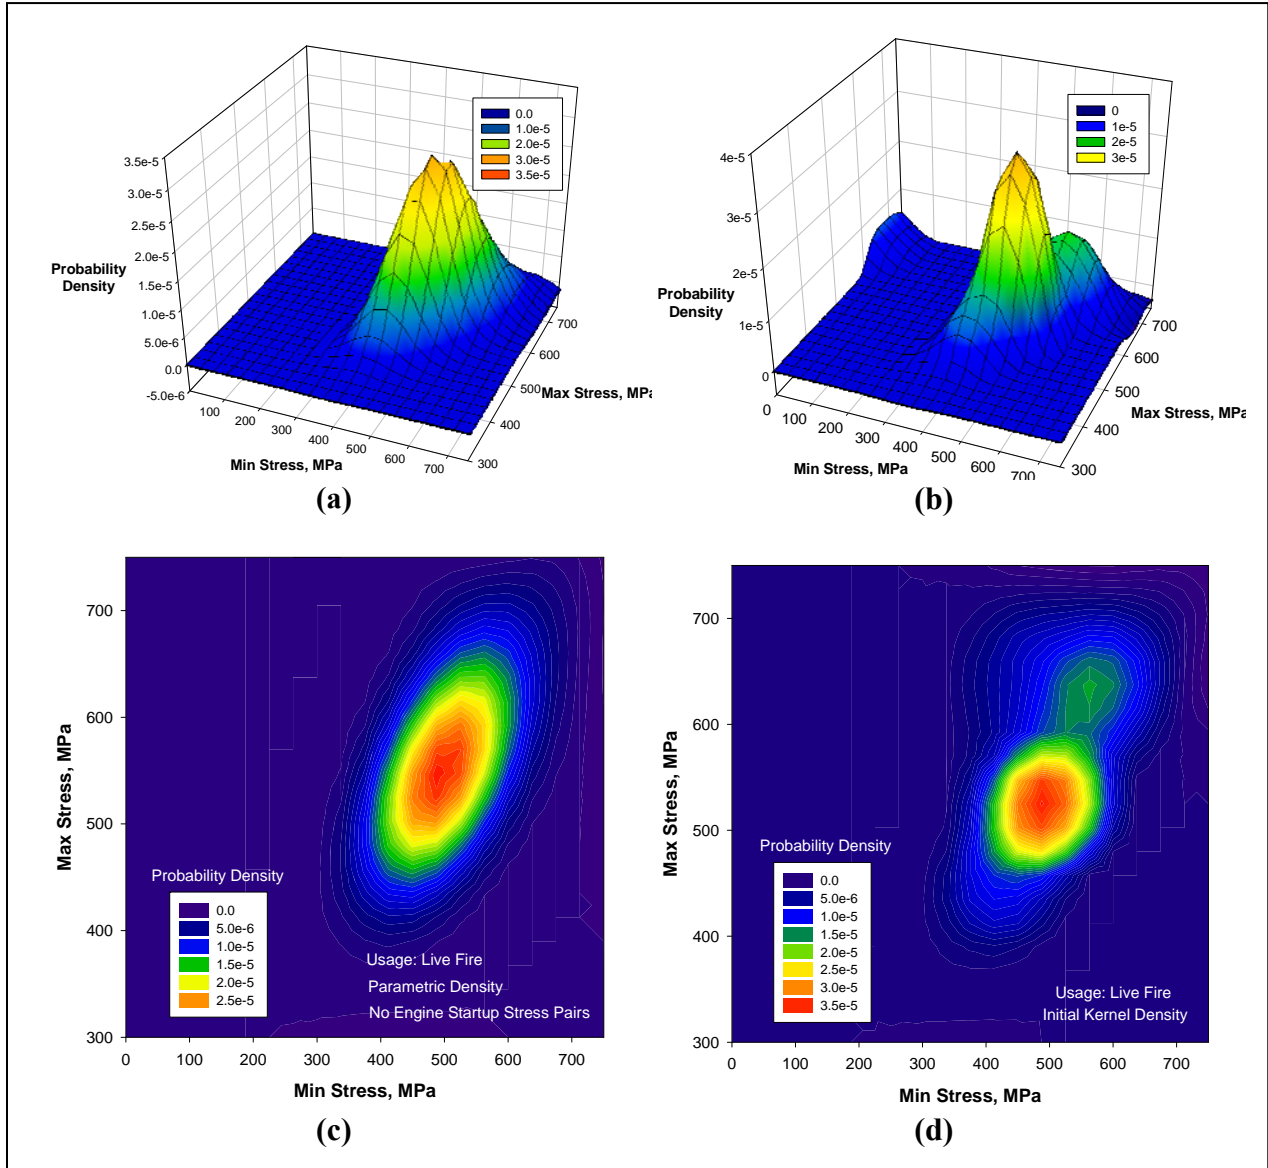 0.0
1.0e-5
2.0e-5
3.0e-5
3.5e-5
3.5e-5
3.0e-5
2.5e-5
2.0e-5
1.5e-5
1.0e-5
5.0e-6
0.0
-5.0e-6
Probability
Density
100
200
300
400
500
600
700
Min Stress, MPa
300
400
500
600
700
Max Stress, MPa
(a)
0
1e-5
2e-5
3e-5
4e-5
3e-5
2e-5
1e-5
0
Probability
Density
0
100
200
300
400
500
600
700
Min Stress, MPa
300
400
500
600
700
Max Stress, MPa
(b)
700
600
500
400
300
Max Stress, MPa
Probability Density
0.0
5.0e-6
1.0e-5
1.5e-5
2.0e-5
2.5e-5
Usage: Live Fire
Parametric Density
No Engine Startup Stress Pairs
0 100 200 300 400 500 600 700
Min Stress, MPa
(c)
700
600
500
400
300
Max Stress, MPa
Probability Density
0.0
5.0e-6
1.0e-5
1.5e-5
2.0e-5
2.5e-5
3.0e-5
3.5e-5
Usage: Live Fire
Initial Kernel Density
0 100 200 300 400 500 600 700
Min Stress, MPa
(d)